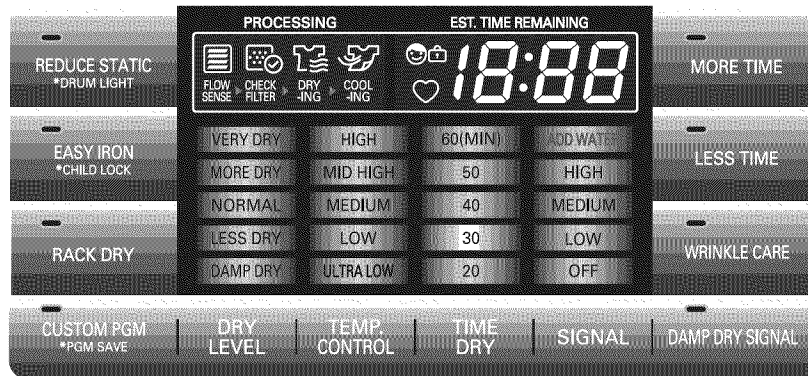 PROCESSING EST. TIME REMAINING
REDUCE STATIC
*DRUM LIGHT
18:88
FLOW SENSE
CHECK FILTER
DRY -ING
COOL -ING
MORE TIME
EASY IRON
*CHILD LOCK
VERY DRY HIGH 60(MIN) ADD WATER
MORE DRY MID HIGH 50 HIGH
NORMAL MEDIUM 40 MEDIUM
LESS DRY LOW 30 LOW
DAMP DRY ULTRA LOW 20 OFF
LESS TIME
RACK DRY
WRINKLE CARE
CUSTOM PGM
*PGM SAVE
DRY LEVEL
TEMP. CONTROL
TIME DRY
SIGNAL
DAMP DRY SIGNAL